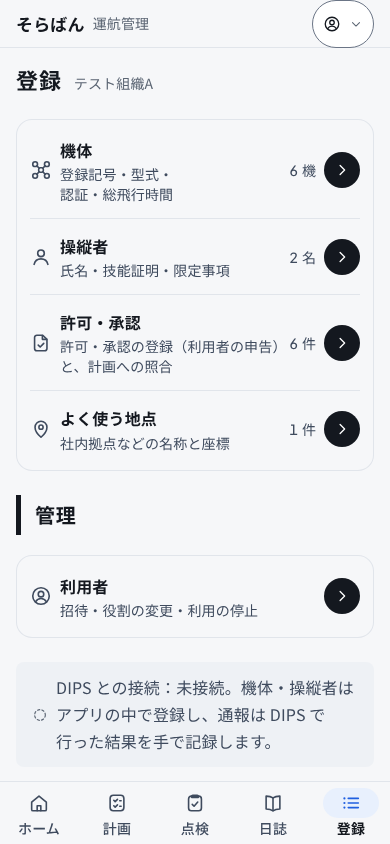 そらばん 運航管理
登録 テスト組織A
機体
登録記号・型式・
認証・総飛行時間
6 機
操縦者
氏名・技能証明・限定事項
2 名
許可・承認
許可・承認の登録（利用者の申告）
と、計画への照合
6 件
よく使う地点
社内拠点などの名称と座標
1 件
管理
利用者
招待・役割の変更・利用の停止
DIPS との接続：未接続。機体・操縦者は
アプリの中で登録し、通報は DIPS で
行った結果を手で記録します。
ホーム 計画 点検 日誌 登録